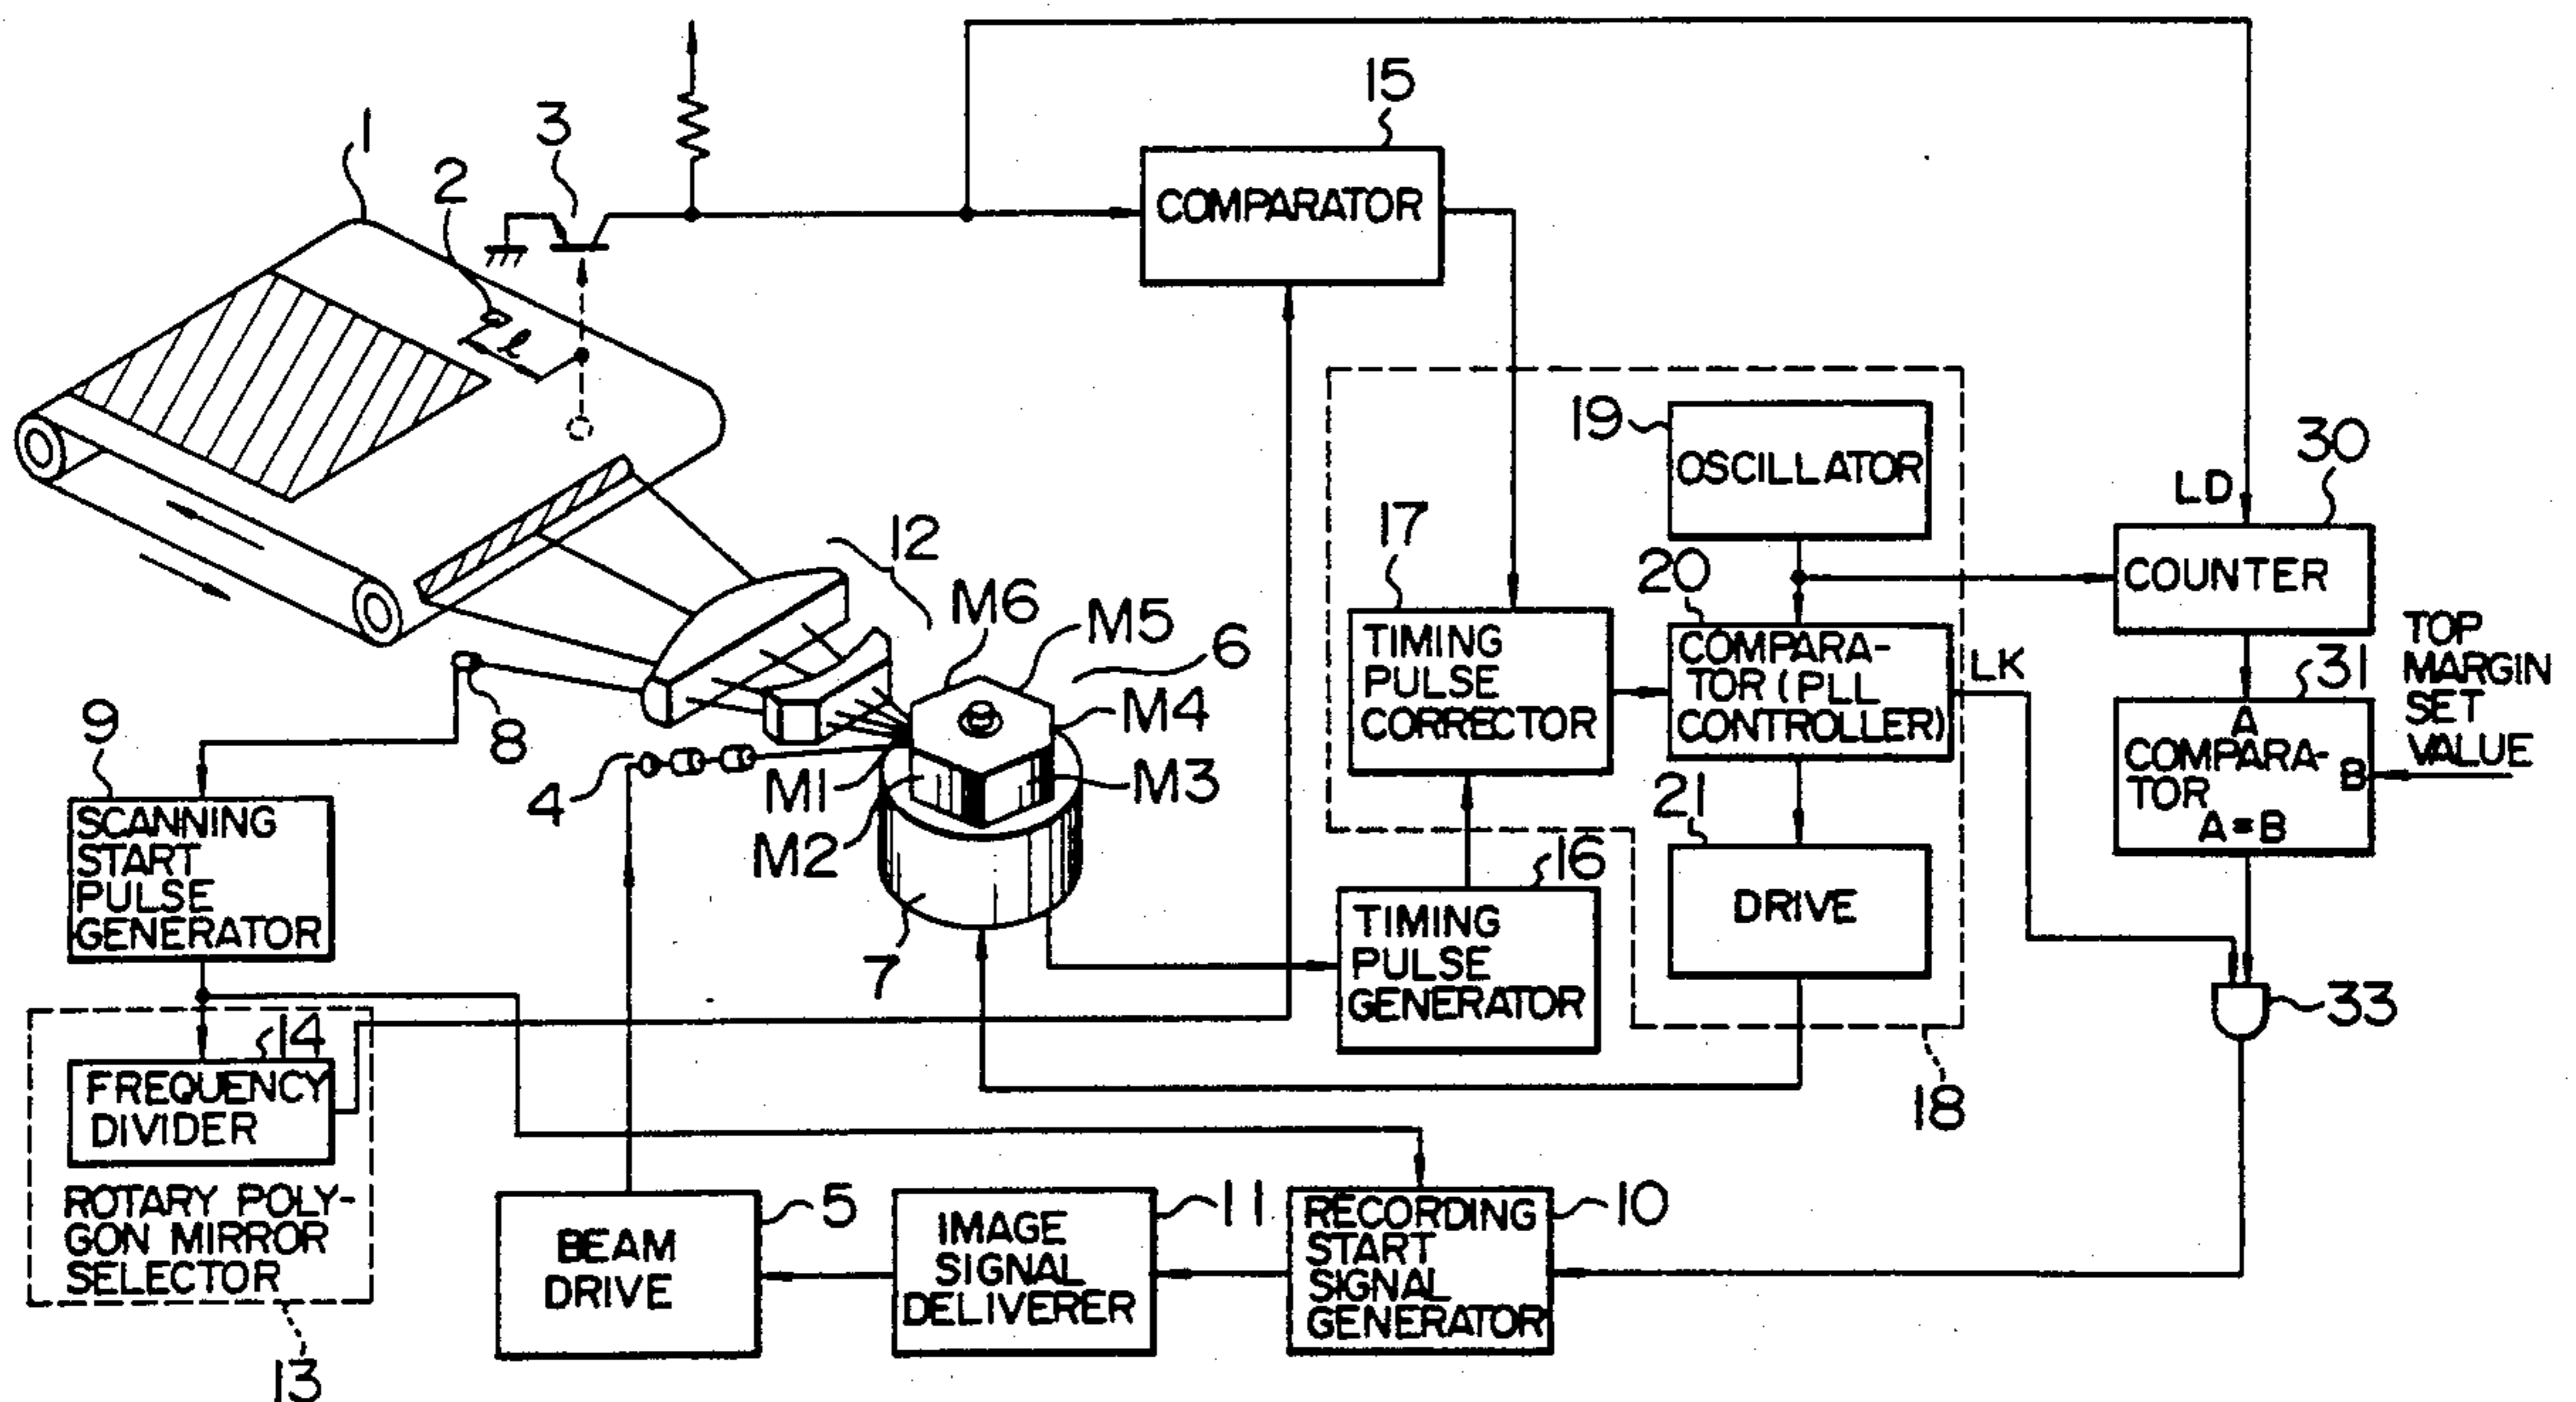 15
3
1
2
COMPARATOR
ℓ
19
OSCILLATOR
30
LD
17
12
20
COUNTER
M6
M5
6
TIMING
PULSE
CORRECTOR
COMPARA-
TOR (PLL
CONTROLLER)
LK
31
TOP
MARGIN
SET
VALUE
M4
9
8
4
M1
M3
A
COMPARA-
TOR
B
A=B
M2
21
SCANNING
START
PULSE
GENERATOR
16
7
TIMING
PULSE
GENERATOR
DRIVE
33
14
FREQUENCY
DIVIDER
18
ROTARY POLY-
GON MIRROR
SELECTOR
5
11
10
BEAM
DRIVE
IMAGE
SIGNAL
DELIVERER
RECORDING
START
SIGNAL
GENERATOR
13